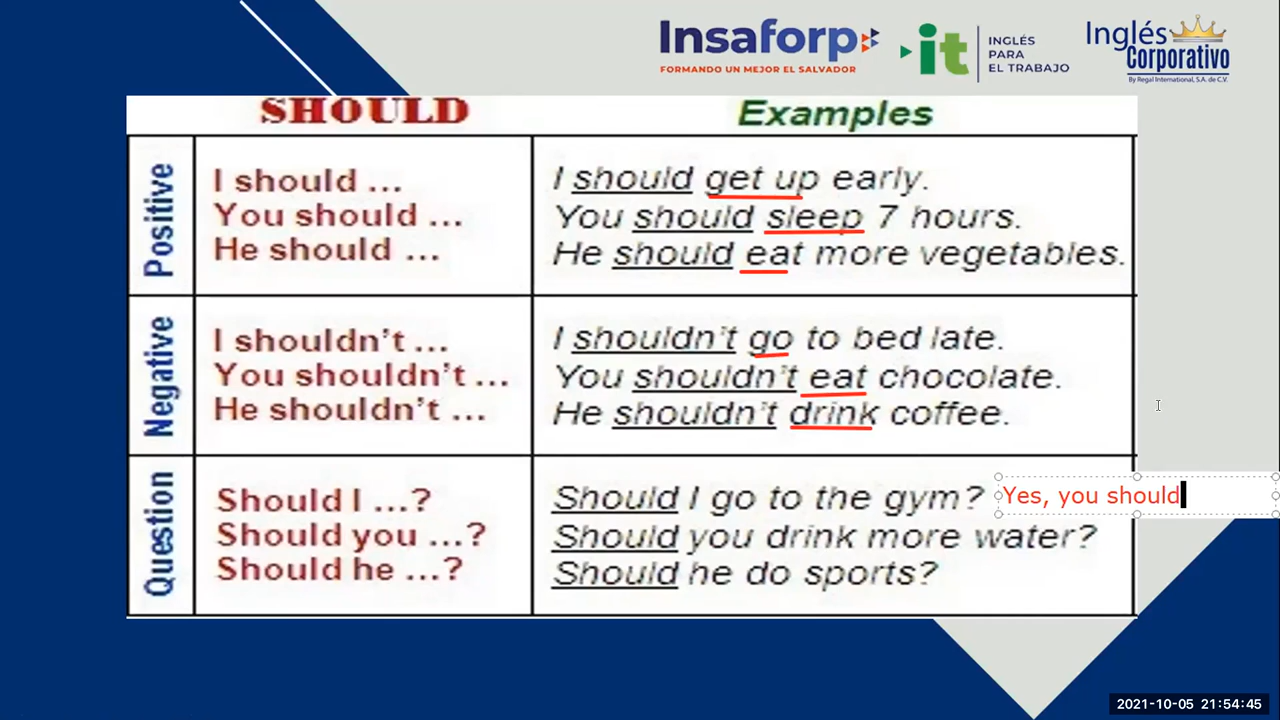 Insaforp
FORMANDO UN MEJOR EL SALVADOR
it
INGLÉS
PARA
EL TRABAJO
Inglés
Corporativo
By Regal International, S.A. de C.V.
SHOULD
Examples
Positive
I should ...
You should ...
He should ...
I should get up early.
You should sleep 7 hours.
He should eat more vegetables.
Negative
I shouldn't ...
You shouldn't ...
He shouldn't ...
I shouldn't go to bed late.
You shouldn't eat chocolate.
He shouldn't drink coffee.
Question
Should I ...?
Should you ...?
Should he ...?
Should I go to the gym?
Yes, you should
Should you drink more water?
Should he do sports?
2021-10-05 21:54:45